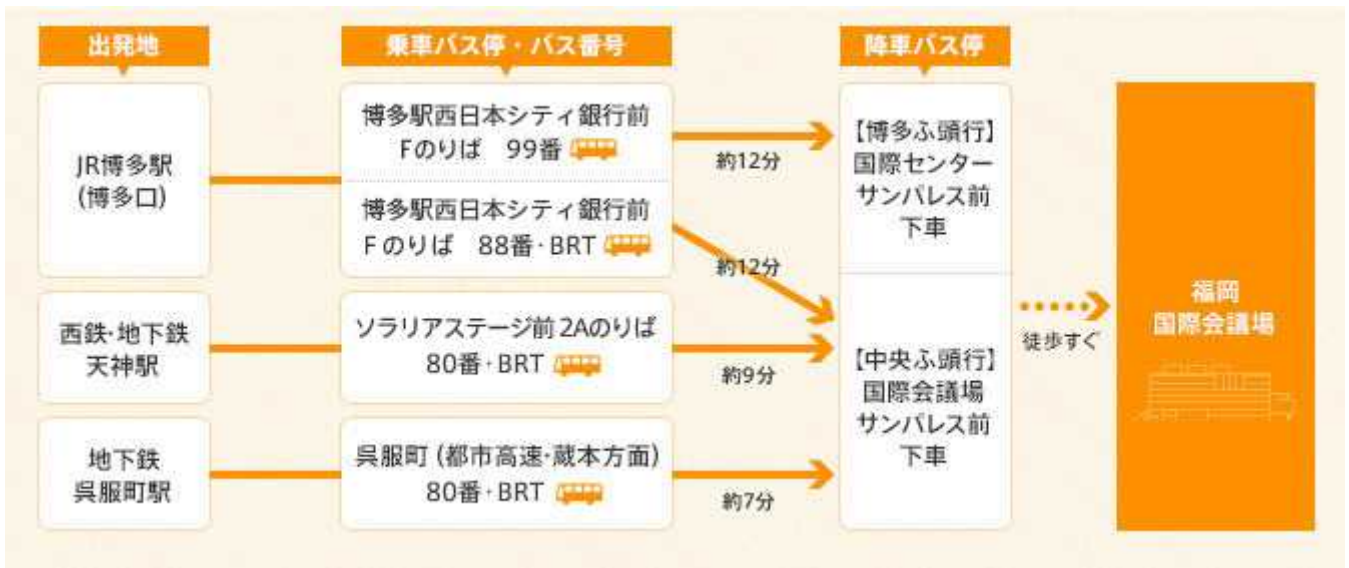 出発地
乗車バス停・バス番号
降車バス停
JR博多駅
(博多口)
博多駅西日本シティ銀行前
Fのりば 99番
博多駅西日本シティ銀行前
Fのりば 88番・BRT
約12分
約12分
【博多ふ頭行】
国際センター
サンパレス前
下車
西鉄・地下鉄
天神駅
ソラリアステージ前 2Aのりば
80番・BRT
約9分
地下鉄
呉服町駅
呉服町 (都市高速・蔵本方面)
80番・BRT
約7分
【中央ふ頭行】
国際会議場
サンパレス前
下車
徒歩すぐ
福岡
国際会議場